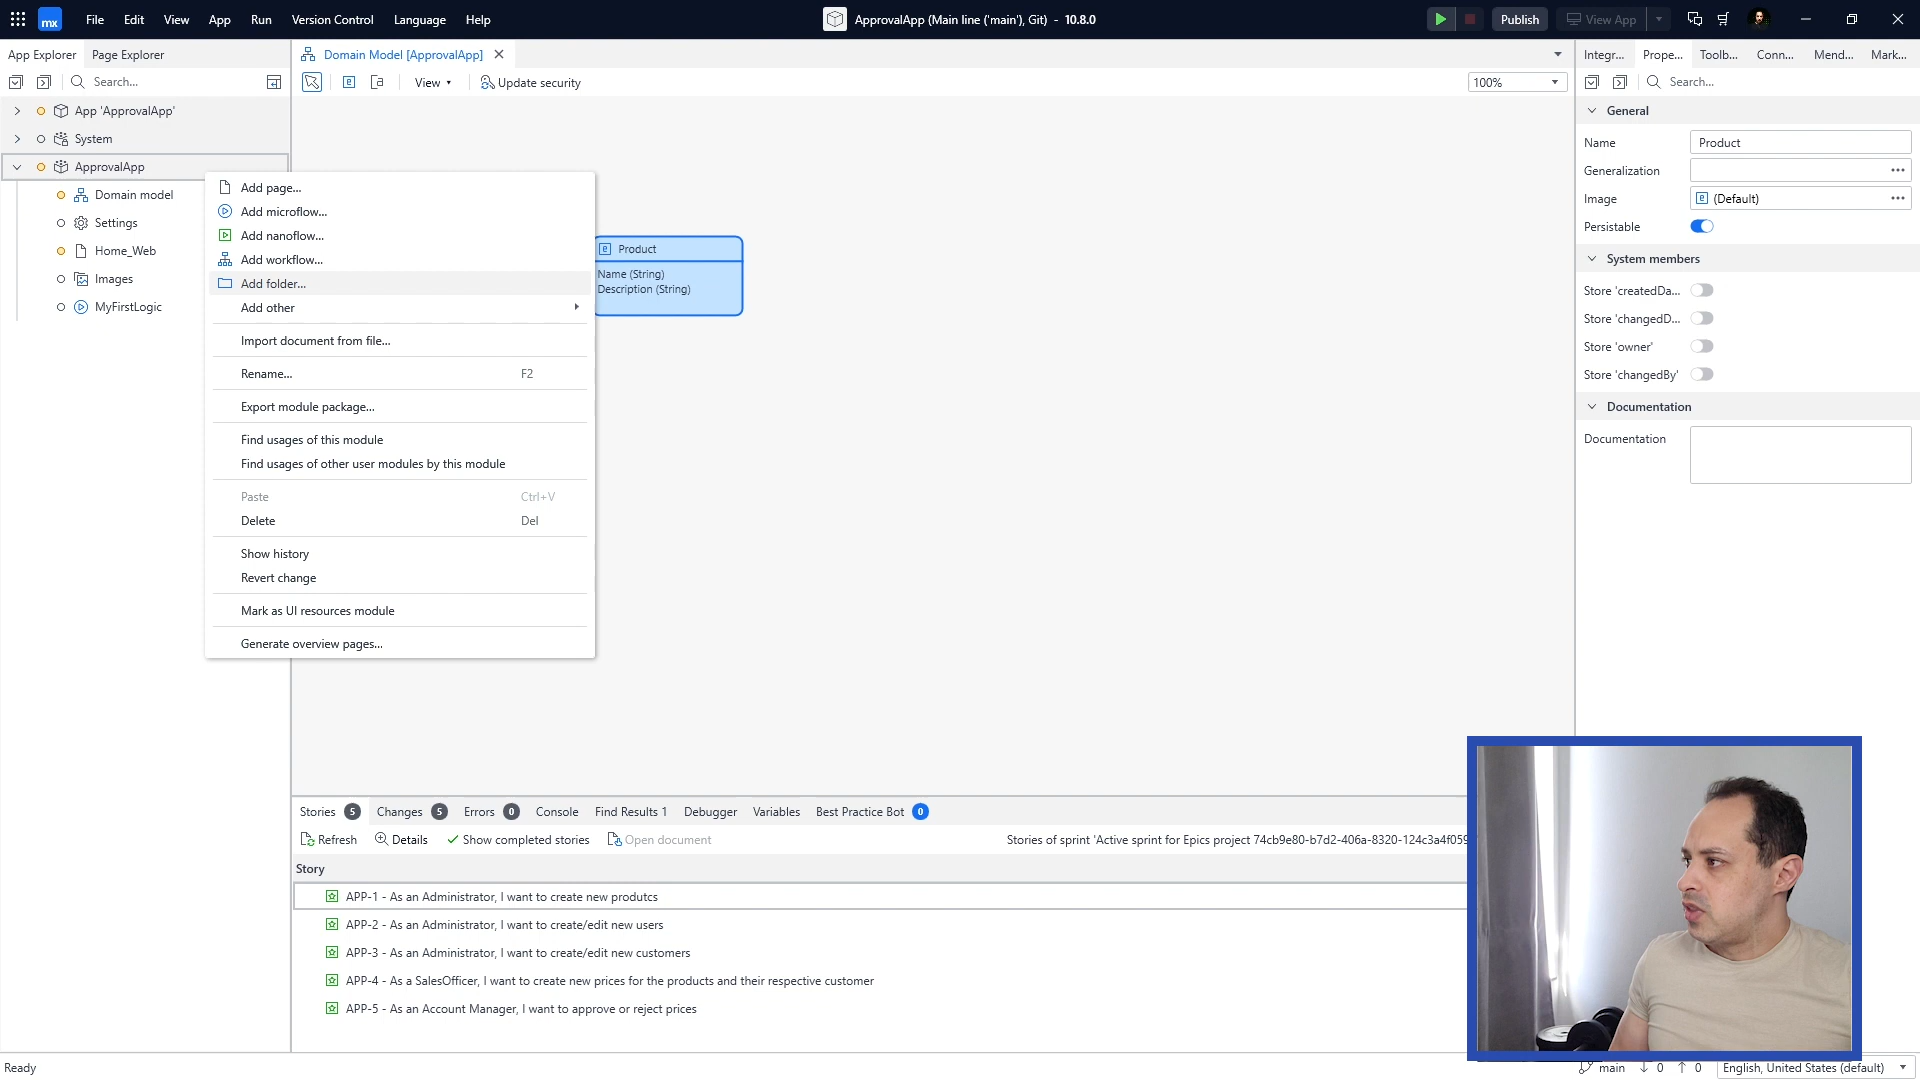 mx File Edit View App Run Version Control Language Help
ApprovalApp (Main line ('main'), Git) - 10.8.0
Publish View App
App Explorer Page Explorer
Domain Model [ApprovalApp]
Integr... Prope... Toolb... Conn... Mend... Mark...
Search...
View Update security
100%
Search...
App 'ApprovalApp'
System
ApprovalApp
Domain model
Settings
Home_Web
Images
MyFirstLogic
Add page...
Add microflow...
Add nanoflow...
Add workflow...
Add folder...
Add other
Import document from file...
Rename... F2
Export module package...
Find usages of this module
Find usages of other user modules by this module
Paste Ctrl+V
Delete Del
Show history
Revert change
Mark as UI resources module
Generate overview pages...
Product
Name (String)
Description (String)
General
Name Product
Generalization
Image (Default)
Persistable
System members
Store 'createdDa...
Store 'changedD...
Store 'owner'
Store 'changedBy'
Documentation
Documentation
Stories 5 Changes 5 Errors 0 Console Find Results 1 Debugger Variables Best Practice Bot 0
Refresh Details Show completed stories Open document
Stories of sprint 'Active sprint for Epics project 74cb9e80-b7d2-406a-8320-124c3a4f059
Story
APP-1 - As an Administrator, I want to create new produtcs
APP-2 - As an Administrator, I want to create/edit new users
APP-3 - As an Administrator, I want to create/edit new customers
APP-4 - As a SalesOfficer, I want to create new prices for the products and their respective customer
APP-5 - As an Account Manager, I want to approve or reject prices
Ready
main 0 0 English, United States (default)